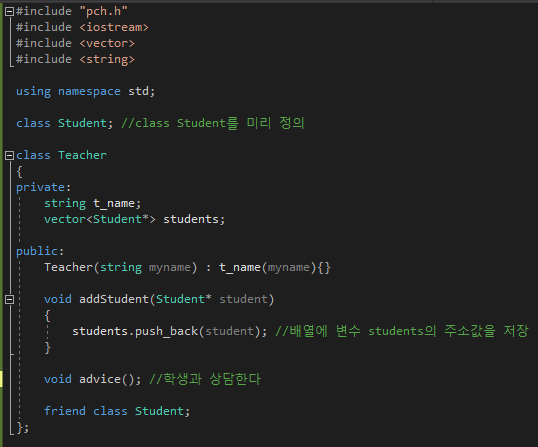 #include "pch.h"
#include <iostream>
#include <vector>
#include <string>
using namespace std;
class Student; //class Student를 미리 정의
class Teacher
{
private:
string t_name;
vector<Student*> students;
public:
Teacher(string myname) : t_name(myname){}
void addStudent(Student* student)
{
students.push_back(student); //배열에 변수 students의 주소값을 저장
}
void advice(); //학생과 상담한다
friend class Student;
};